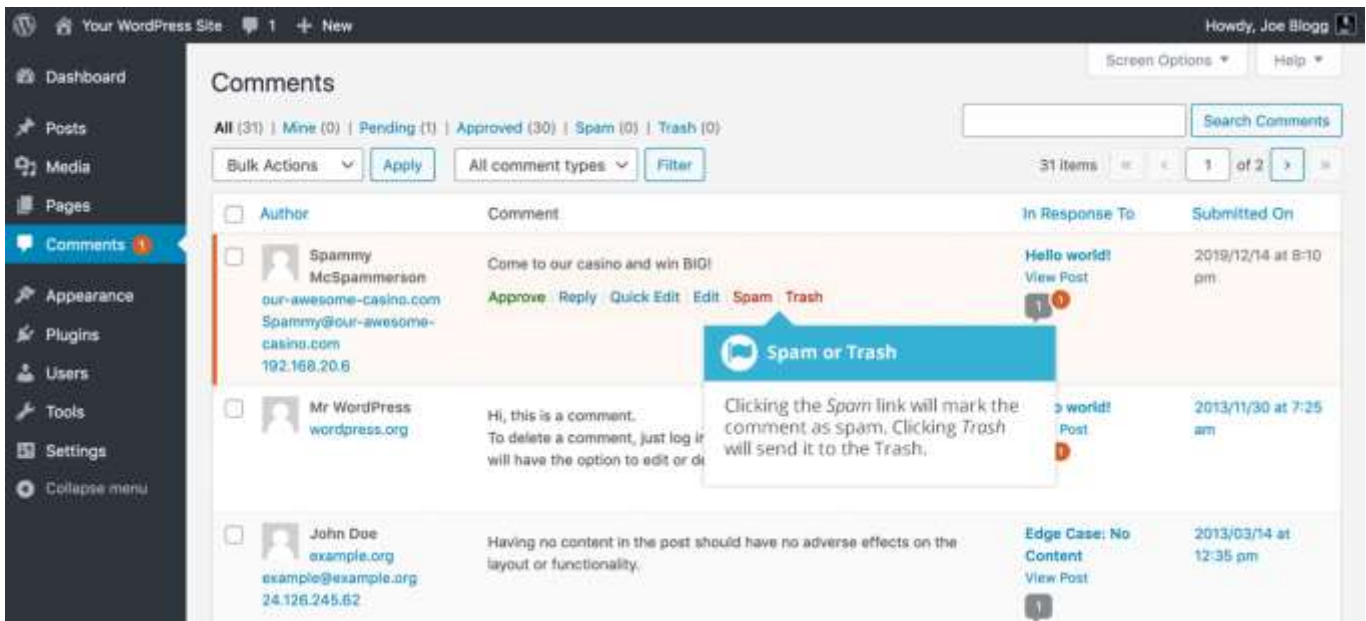 Your WordPress Site 1 + New
Howdy, Joe Blogg
Screen Options Help
Dashboard
Posts
Media
Pages
Comments 1
Appearance
Plugins
Users
Tools
Settings
Collapse menu
Comments
All (31) | Mine (0) | Pending (1) | Approved (30) | Spam (0) | Trash (0)
Search Comments
Bulk Actions Apply All comment types Filter
31 items « ‹ 1 of 2 › »
Author Comment In Response To Submitted On
Spammy
McSpammerson
our-awesome-casino.com
Spammy@our-awesome-
casino.com
192.168.20.6
Come to our casino and win BIG!
Approve | Reply | Quick Edit | Edit | Spam | Trash
Hello world!
View Post
1 1
2019/12/14 at 8:10
pm
Spam or Trash
Clicking the Spam link will mark the
comment as spam. Clicking Trash
will send it to the Trash.
Mr WordPress
wordpress.org
Hi, this is a comment.
To delete a comment, just log
will have the option to edit or
world!
Post
2013/11/30 at 7:25
am
John Doe
example.org
example@example.org
24.126.245.62
Having no content in the post should have no adverse effects on the
layout or functionality.
Edge Case: No
Content
View Post
1
2013/03/14 at
12:35 pm